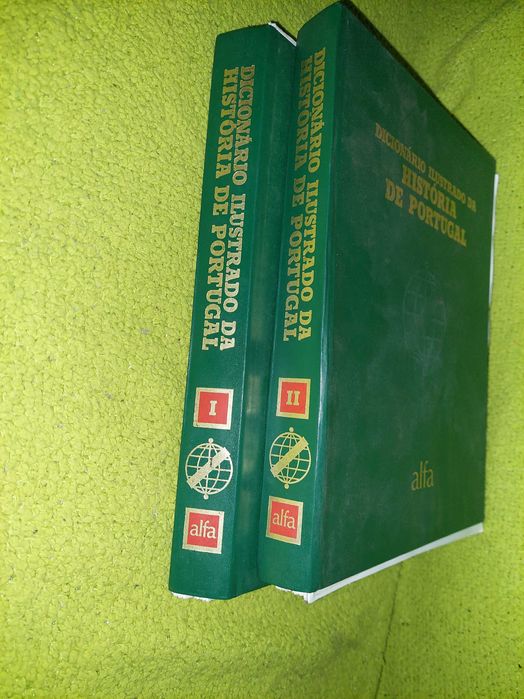 DICIONÁRIO ILUSTRADO DA
HISTÓRIA DE PORTUGAL
I
alfa
DICIONÁRIO ILUSTRADO DA
HISTÓRIA DE PORTUGAL
II
alfa
DICIONÁRIO ILUSTRADO DA
HISTÓRIA
DE PORTUGAL
alfa